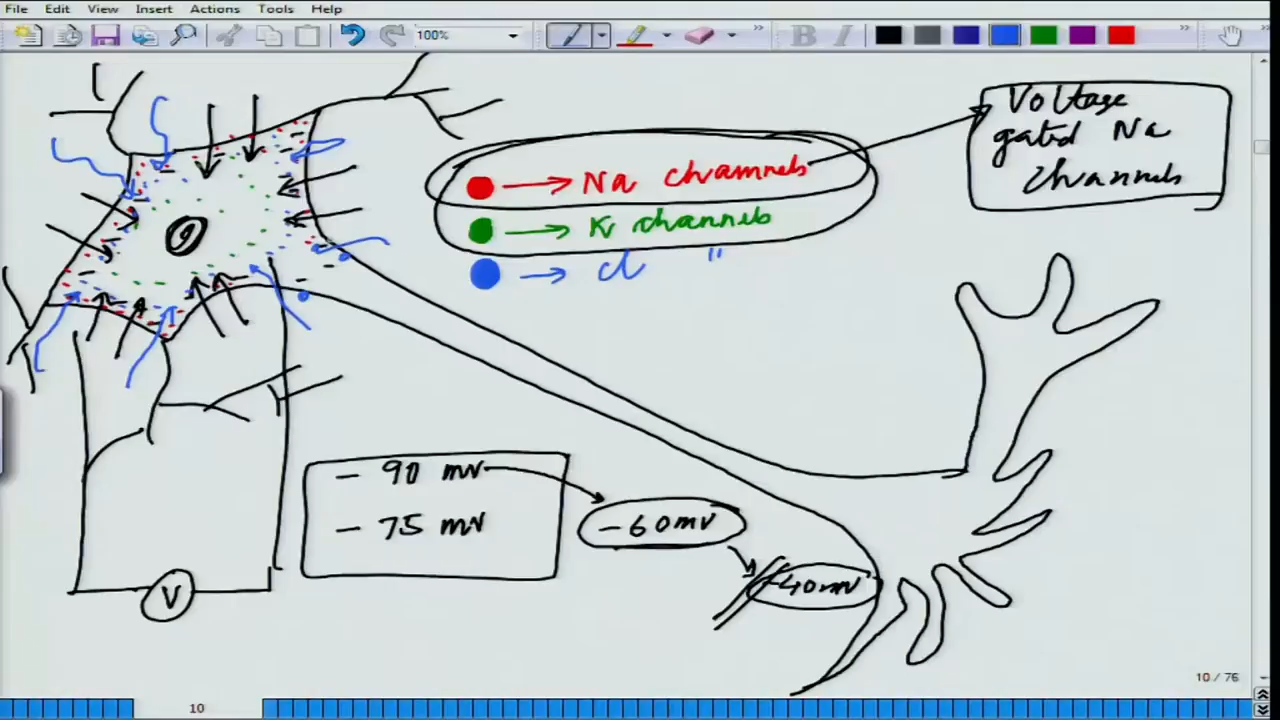 File Edit View Insert Actions Tools Help
100%
B I
Voltage
gated Na
channels
Na channels
K channels
Cl "
- 90 mV
- 75 mV
-60mV
-40mV
V
10 / 76
10